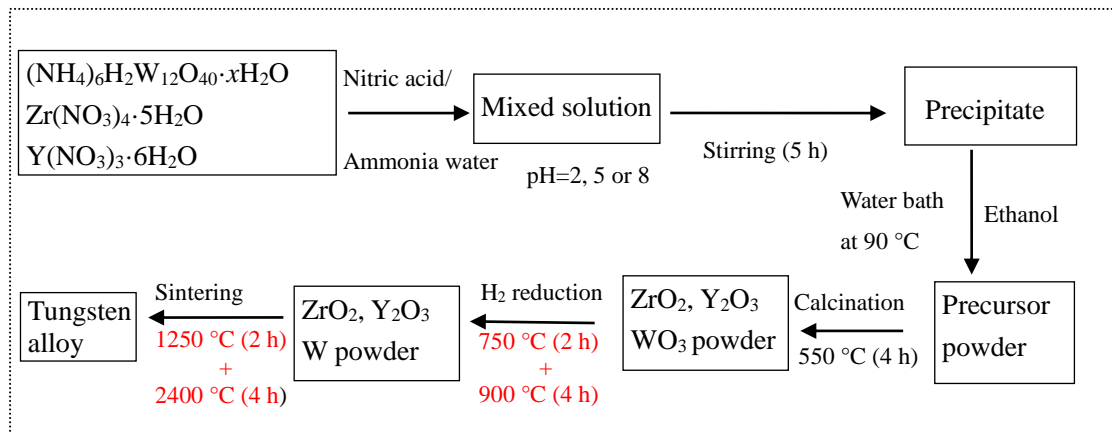 (NH₄)₆H₂W₁₂O₄₀·xH₂O
Zr(NO₃)₄·5H₂O
Y(NO₃)₃·6H₂O
Nitric acid/
Ammonia water
Mixed solution
pH=2, 5 or 8
Stirring (5 h)
Precipitate
Water bath
at 90 °C
Ethanol
Precursor
powder
Calcination
550 °C (4 h)
ZrO₂, Y₂O₃
WO₃ powder
H₂ reduction
750 °C (2 h)
+
900 °C (4 h)
ZrO₂, Y₂O₃
W powder
Sintering
1250 °C (2 h)
+
2400 °C (4 h)
Tungsten
alloy